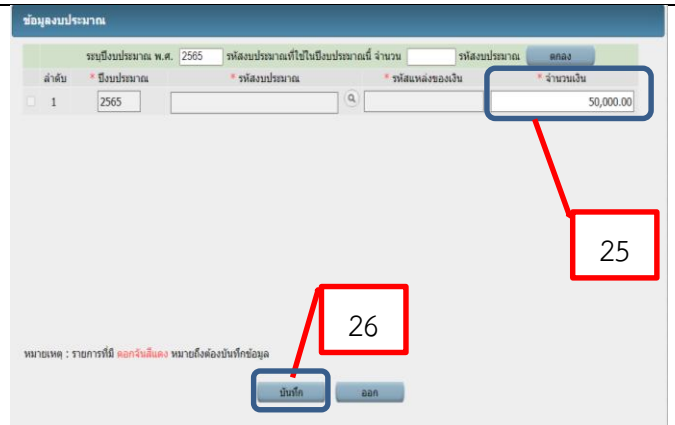 ข้อมูลงบประมาณ
ระบุปีงบประมาณ พ.ศ. 2565 รหัสงบประมาณที่ใช้ในปีงบประมาณนี้ จำนวน รหัสงบประมาณ ตกลง
ลำดับ * ปีงบประมาณ * รหัสงบประมาณ * รหัสแหล่งของเงิน * จำนวนเงิน
1 2565 50,000.00
25
26
หมายเหตุ : รายการที่มี ดอกจันสีแดง หมายถึงต้องบันทึกข้อมูล
บันทึก ออก